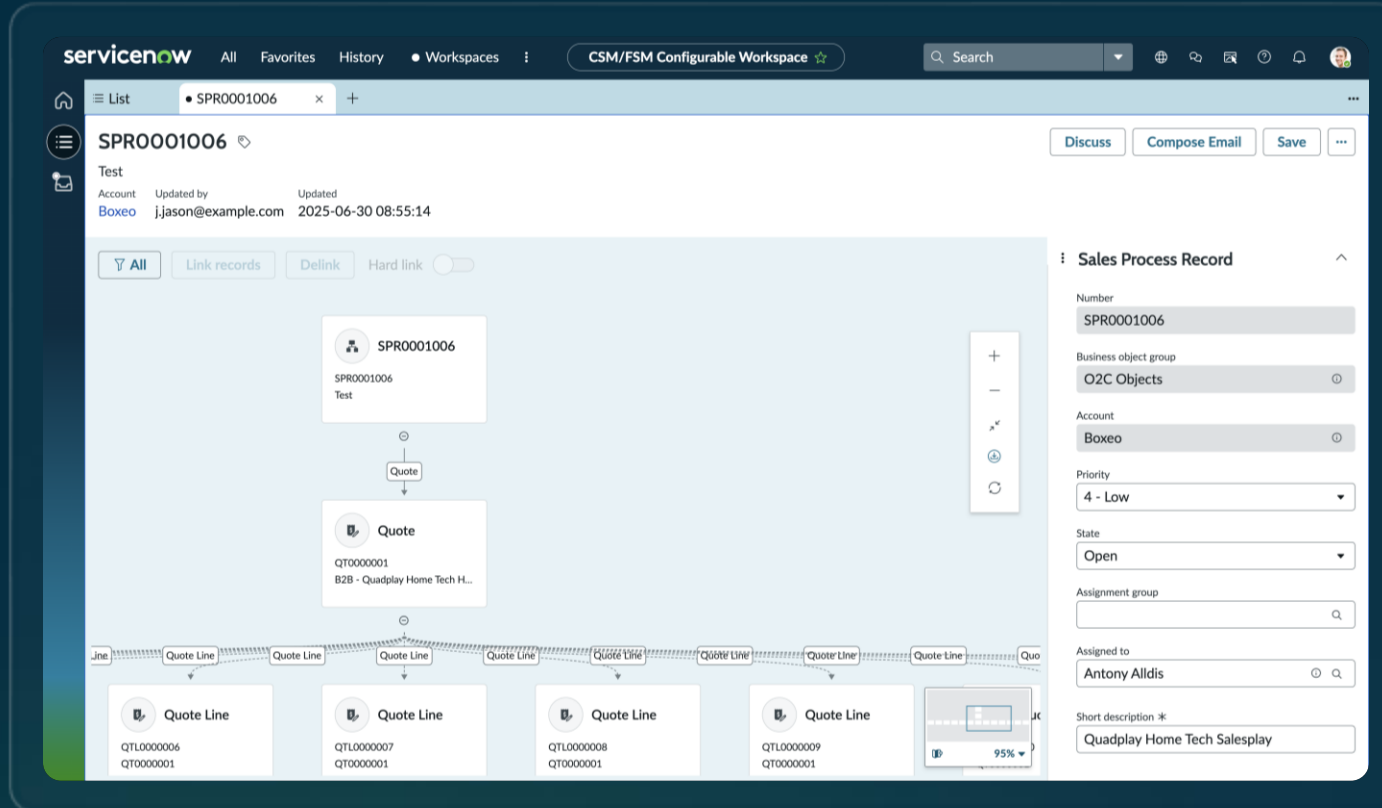 servicenow All Favorites History Workspaces CSM/FSM Configurable Workspace Search
List SPR0001006
SPR0001006 Discuss Compose Email Save
Test
Account Updated by Updated
Boxeo j.jason@example.com 2025-06-30 08:55:14
All Link records Delink Hard link
SPR0001006
SPR0001006
Test
Quote
Quote
QT0000001
B2B - Quadplay Home Tech H...
Line Quote Line Quote Line Quote Line Quote Line Quote Line Quote Line Quote Line Quote Line Quo
Quote Line Quote Line Quote Line Quote Line
QTL0000006 QTL0000007 QTL0000008 QTL0000009
QT0000001 QT0000001 QT0000001 QT0000001
95%
Sales Process Record
Number
SPR0001006
Business object group
O2C Objects
Account
Boxeo
Priority
4 - Low
State
Open
Assignment group
Assigned to
Antony Alldis
Short description *
Quadplay Home Tech Salesplay